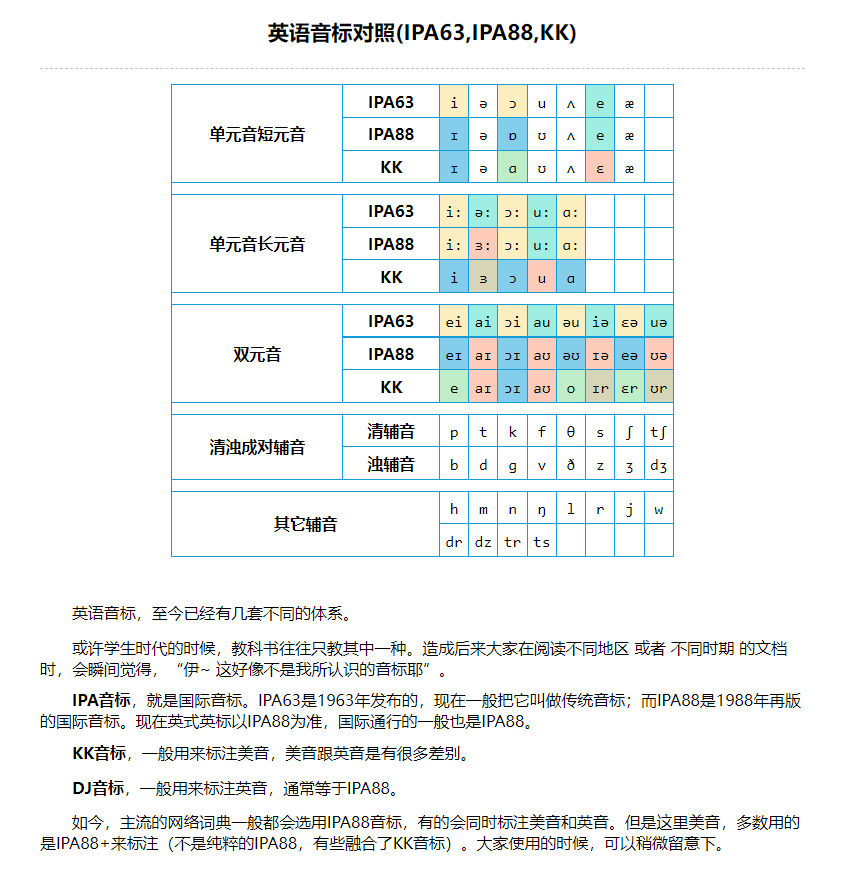 英语音标对照(IPA63,IPA88,KK)
单元音短元音
IPA63 i ə ɔ u ʌ e æ
IPA88 ɪ ə ɒ ʊ ʌ e æ
KK ɪ ə ɑ ʊ ʌ ɛ æ
单元音长元音
IPA63 i: ə: ɔ: u: ɑ:
IPA88 i: ɜ: ɔ: u: ɑ:
KK i ɜ ɔ u ɑ
双元音
IPA63 ei ai ɔi au əu iə ɛə uə
IPA88 eɪ aɪ ɔɪ aʊ əʊ ɪə eə ʊə
KK e aɪ ɔɪ aʊ o ɪr ɛr ʊr
清浊成对辅音
清辅音 p t k f θ s ʃ tʃ
浊辅音 b d ɡ v ð z ʒ dʒ
其它辅音
h m n ŋ l r j w
dr dz tr ts
英语音标，至今已经有几套不同的体系。
或许学生时代的时候，教科书往往只教其中一种。造成后来大家在阅读不同地区 或者 不同时期 的文档
时，会瞬间觉得，“伊~ 这好像不是我所认识的音标耶”。
IPA音标，就是国际音标。IPA63是1963年发布的，现在一般把它叫做传统音标；而IPA88是1988年再版
的国际音标。现在英式英标以IPA88为准，国际通行的一般也是IPA88。
KK音标，一般用来标注美音，美音跟英音是有很多差别。
DJ音标，一般用来标注英音，通常等于IPA88。
如今，主流的网络词典一般都会选用IPA88音标，有的会同时标注美音和英音。但是这里美音，多数用的
是IPA88+来标注（不是纯粹的IPA88，有些融合了KK音标）。大家使用的时候，可以稍微留意下。